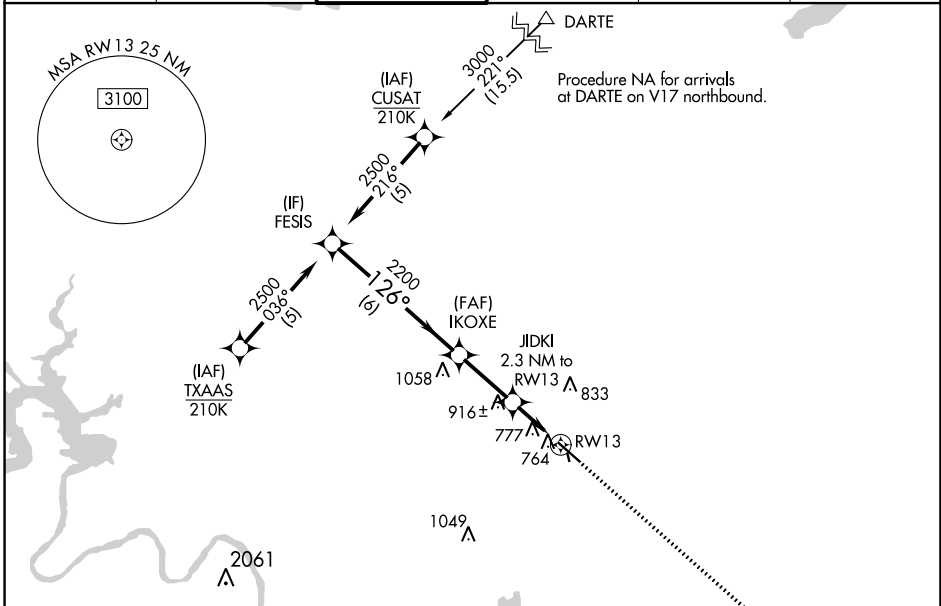 MSA RW13 25 NM
3100
DARTE
3000
221°
(15.5)
Procedure NA for arrivals
at DARTE on V17 northbound.
(IAF)
CUSAT
210K
2500
216°
(5)
(IF)
FESIS
2500
036°
(5)
(IAF)
TXAAS
210K
2200
126°
(6)
(FAF)
IKOXE
1058
JIDKI
2.3 NM to
RW13
833
916±
777
764
RW13
1049
2061